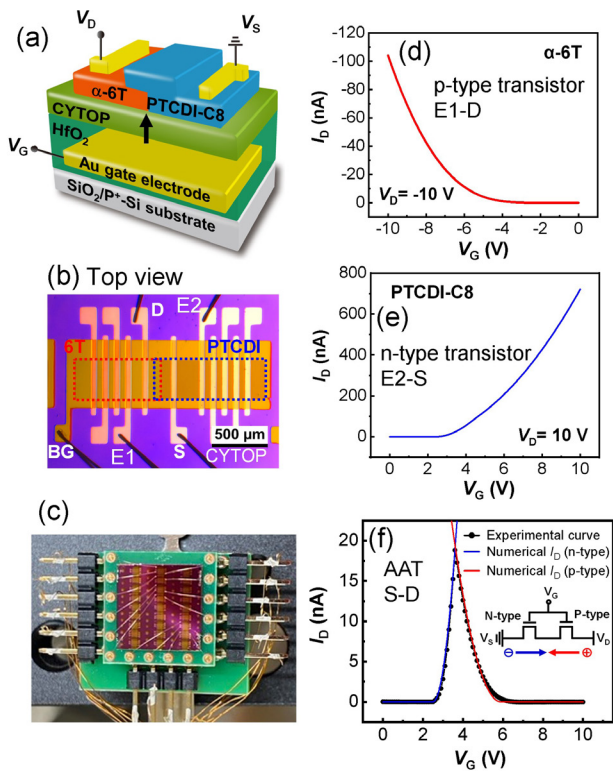 (a)
V_D
V_S
α-6T
PTCDI-C8
CYTOP
HfO₂
V_G
Au gate electrode
SiO₂/P⁺-Si substrate
(b) Top view
D
E2
6T
PTCDI
500 μm
BG
E1
S
CYTOP
(c)
(d)
α-6T
p-type transistor
E1-D
V_D= -10 V
I_D (nA)
-120
-100
-80
-60
-40
-20
0
-10 -8 -6 -4 -2 0
V_G (V)
PTCDI-C8
(e)
n-type transistor
E2-S
V_D= 10 V
I_D (nA)
800
600
400
200
0
0 2 4 6 8 10
V_G (V)
(f)
Experimental curve
Numerical I_D (n-type)
Numerical I_D (p-type)
AAT
S-D
V_G
N-type
P-type
V_S
V_D
⊖
⊕
I_D (nA)
20
15
10
5
0
0 2 4 6 8 10
V_G (V)